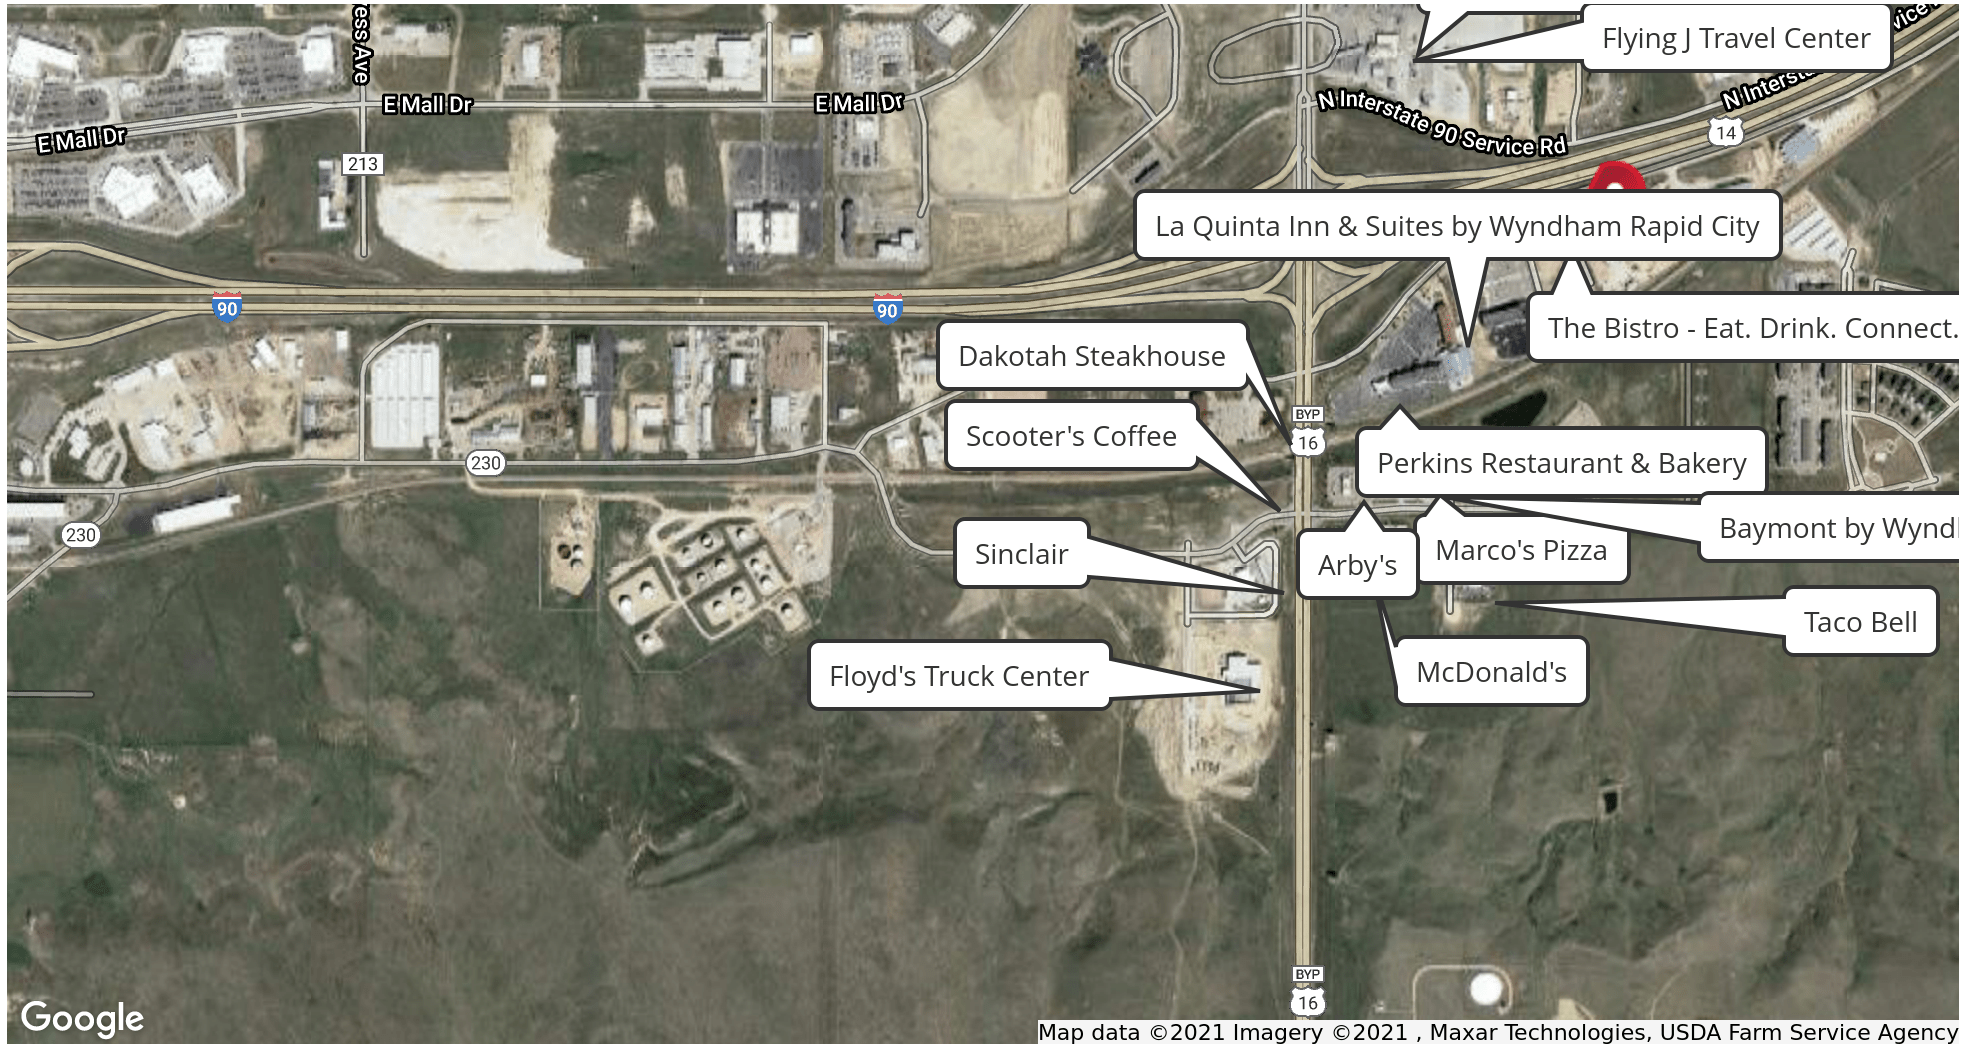 ess Ave
Flying J Travel Center
vice
E Mall Dr
E Mall Dr
E Mall Dr
N Interstate 90 Service Rd
N Interst
14
213
La Quinta Inn & Suites by Wyndham Rapid City
90
90
The Bistro - Eat. Drink. Connect.
Dakotah Steakhouse
BYP
16
Scooter's Coffee
230
Perkins Restaurant & Bakery
230
Baymont by Wynd
Sinclair
Arby's
Marco's Pizza
Taco Bell
Floyd's Truck Center
McDonald's
BYP
16
Google
Map data ©2021 Imagery ©2021 , Maxar Technologies, USDA Farm Service Agency